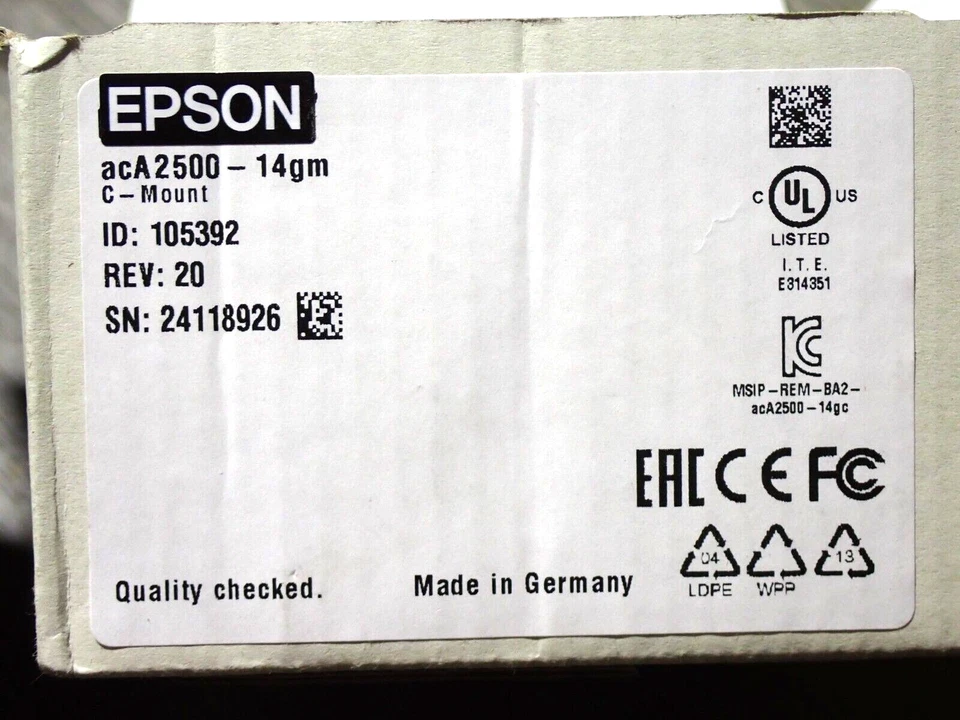 EPSON
acA2500-14gm
C-Mount
ID: 105392
REV: 20
SN: 24118926
C UL US
LISTED
I.T.E.
E314351
KC
MSIP-REM-BA2-
acA2500-14gc
EAC CE FC
04 13
LDPE WPP
Quality checked. Made in Germany